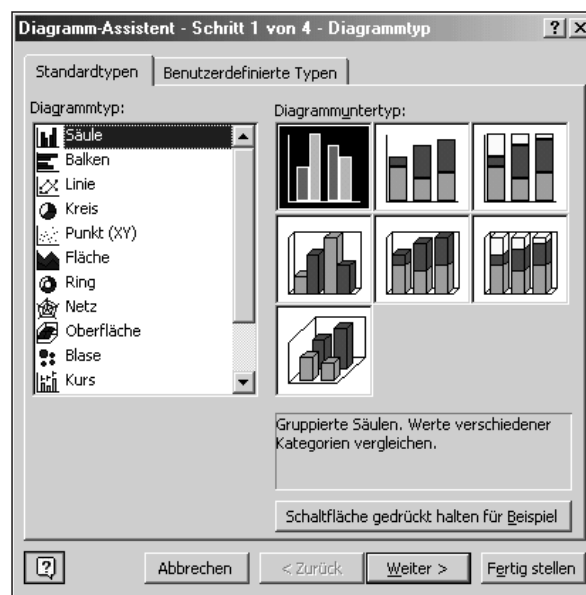 Diagramm-Assistent - Schritt 1 von 4 - Diagrammtyp
Standardtypen
Benutzerdefinierte Typen
Diagrammtyp:
Säule
Balken
Linie
Kreis
Punkt (XY)
Fläche
Ring
Netz
Oberfläche
Blase
Kurs
Diagrammuntertyp:
Gruppierte Säulen. Werte verschiedener
Kategorien vergleichen.
Schaltfläche gedrückt halten für Beispiel
Abbrechen
< Zurück
Weiter >
Fertig stellen